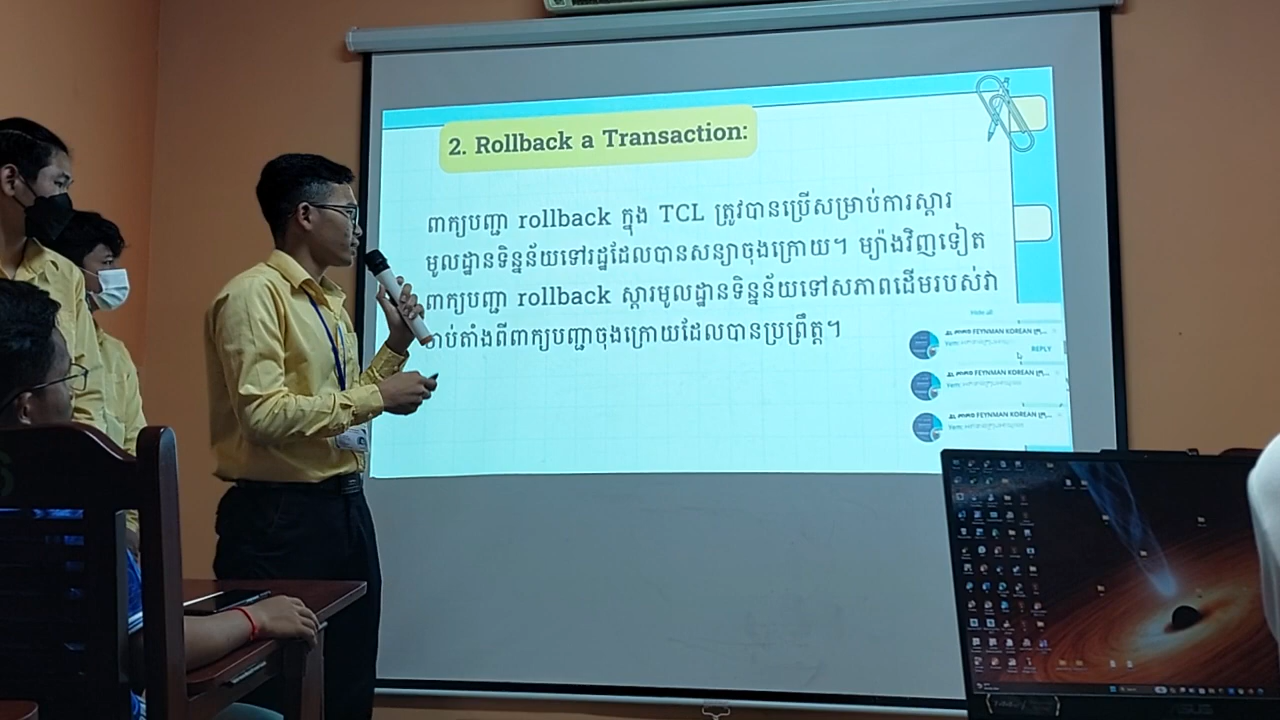 2. Rollback a Transaction:
ពាក្យបញ្ជា rollback ក្នុង TCL ត្រូវបានប្រើសម្រាប់ការស្តារ
មូលដ្ឋានទិន្នន័យទៅរដ្ឋដែលបានសន្យាចុងក្រោយ។ ម្យ៉ាងវិញទៀត
ពាក្យបញ្ជា rollback ស្តារមូលដ្ឋានទិន្នន័យទៅសភាពដើមរបស់វា
ចាប់តាំងពីពាក្យបញ្ជាចុងក្រោយដែលបានប្រព្រឹត្ត។
Hide all
FEYNMAN KOREAN
REPLY
FEYNMAN KOREAN
FEYNMAN KOREAN
ASUS